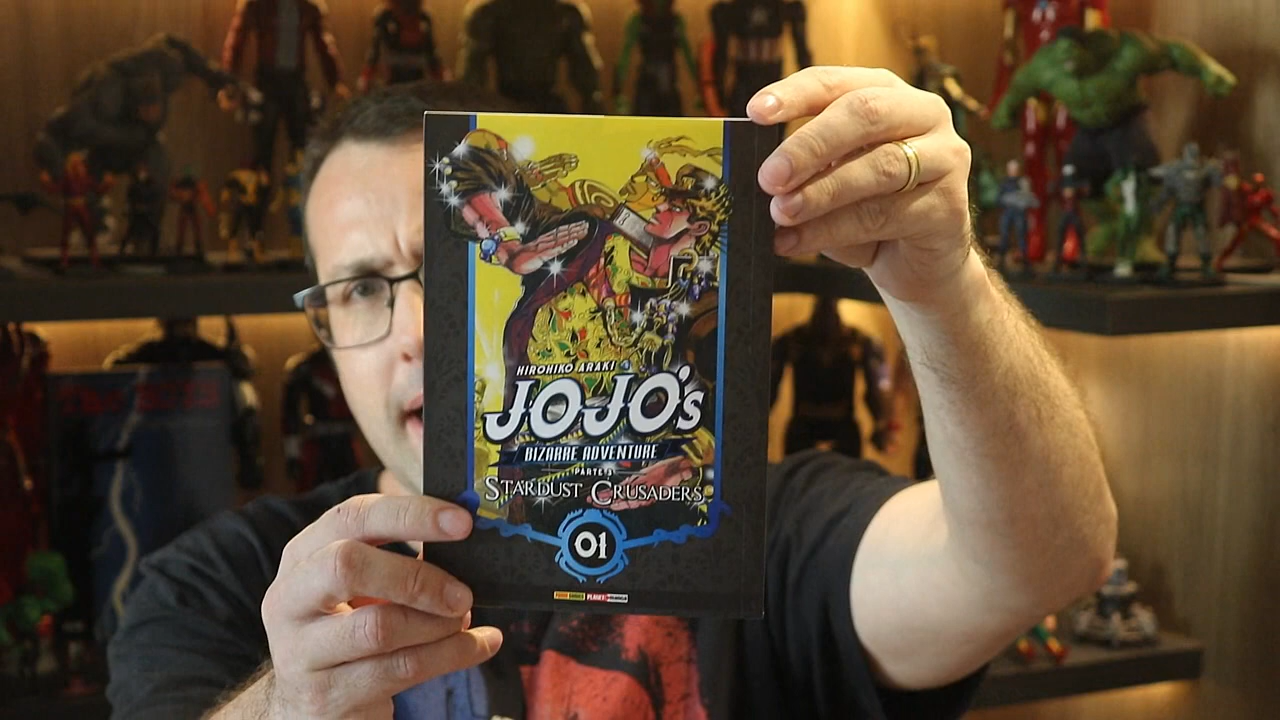 HIROHIKO ARAKI
JOJO's
BIZARRE ADVENTURE
PARTE 3
STARDUST CRUSADERS
01